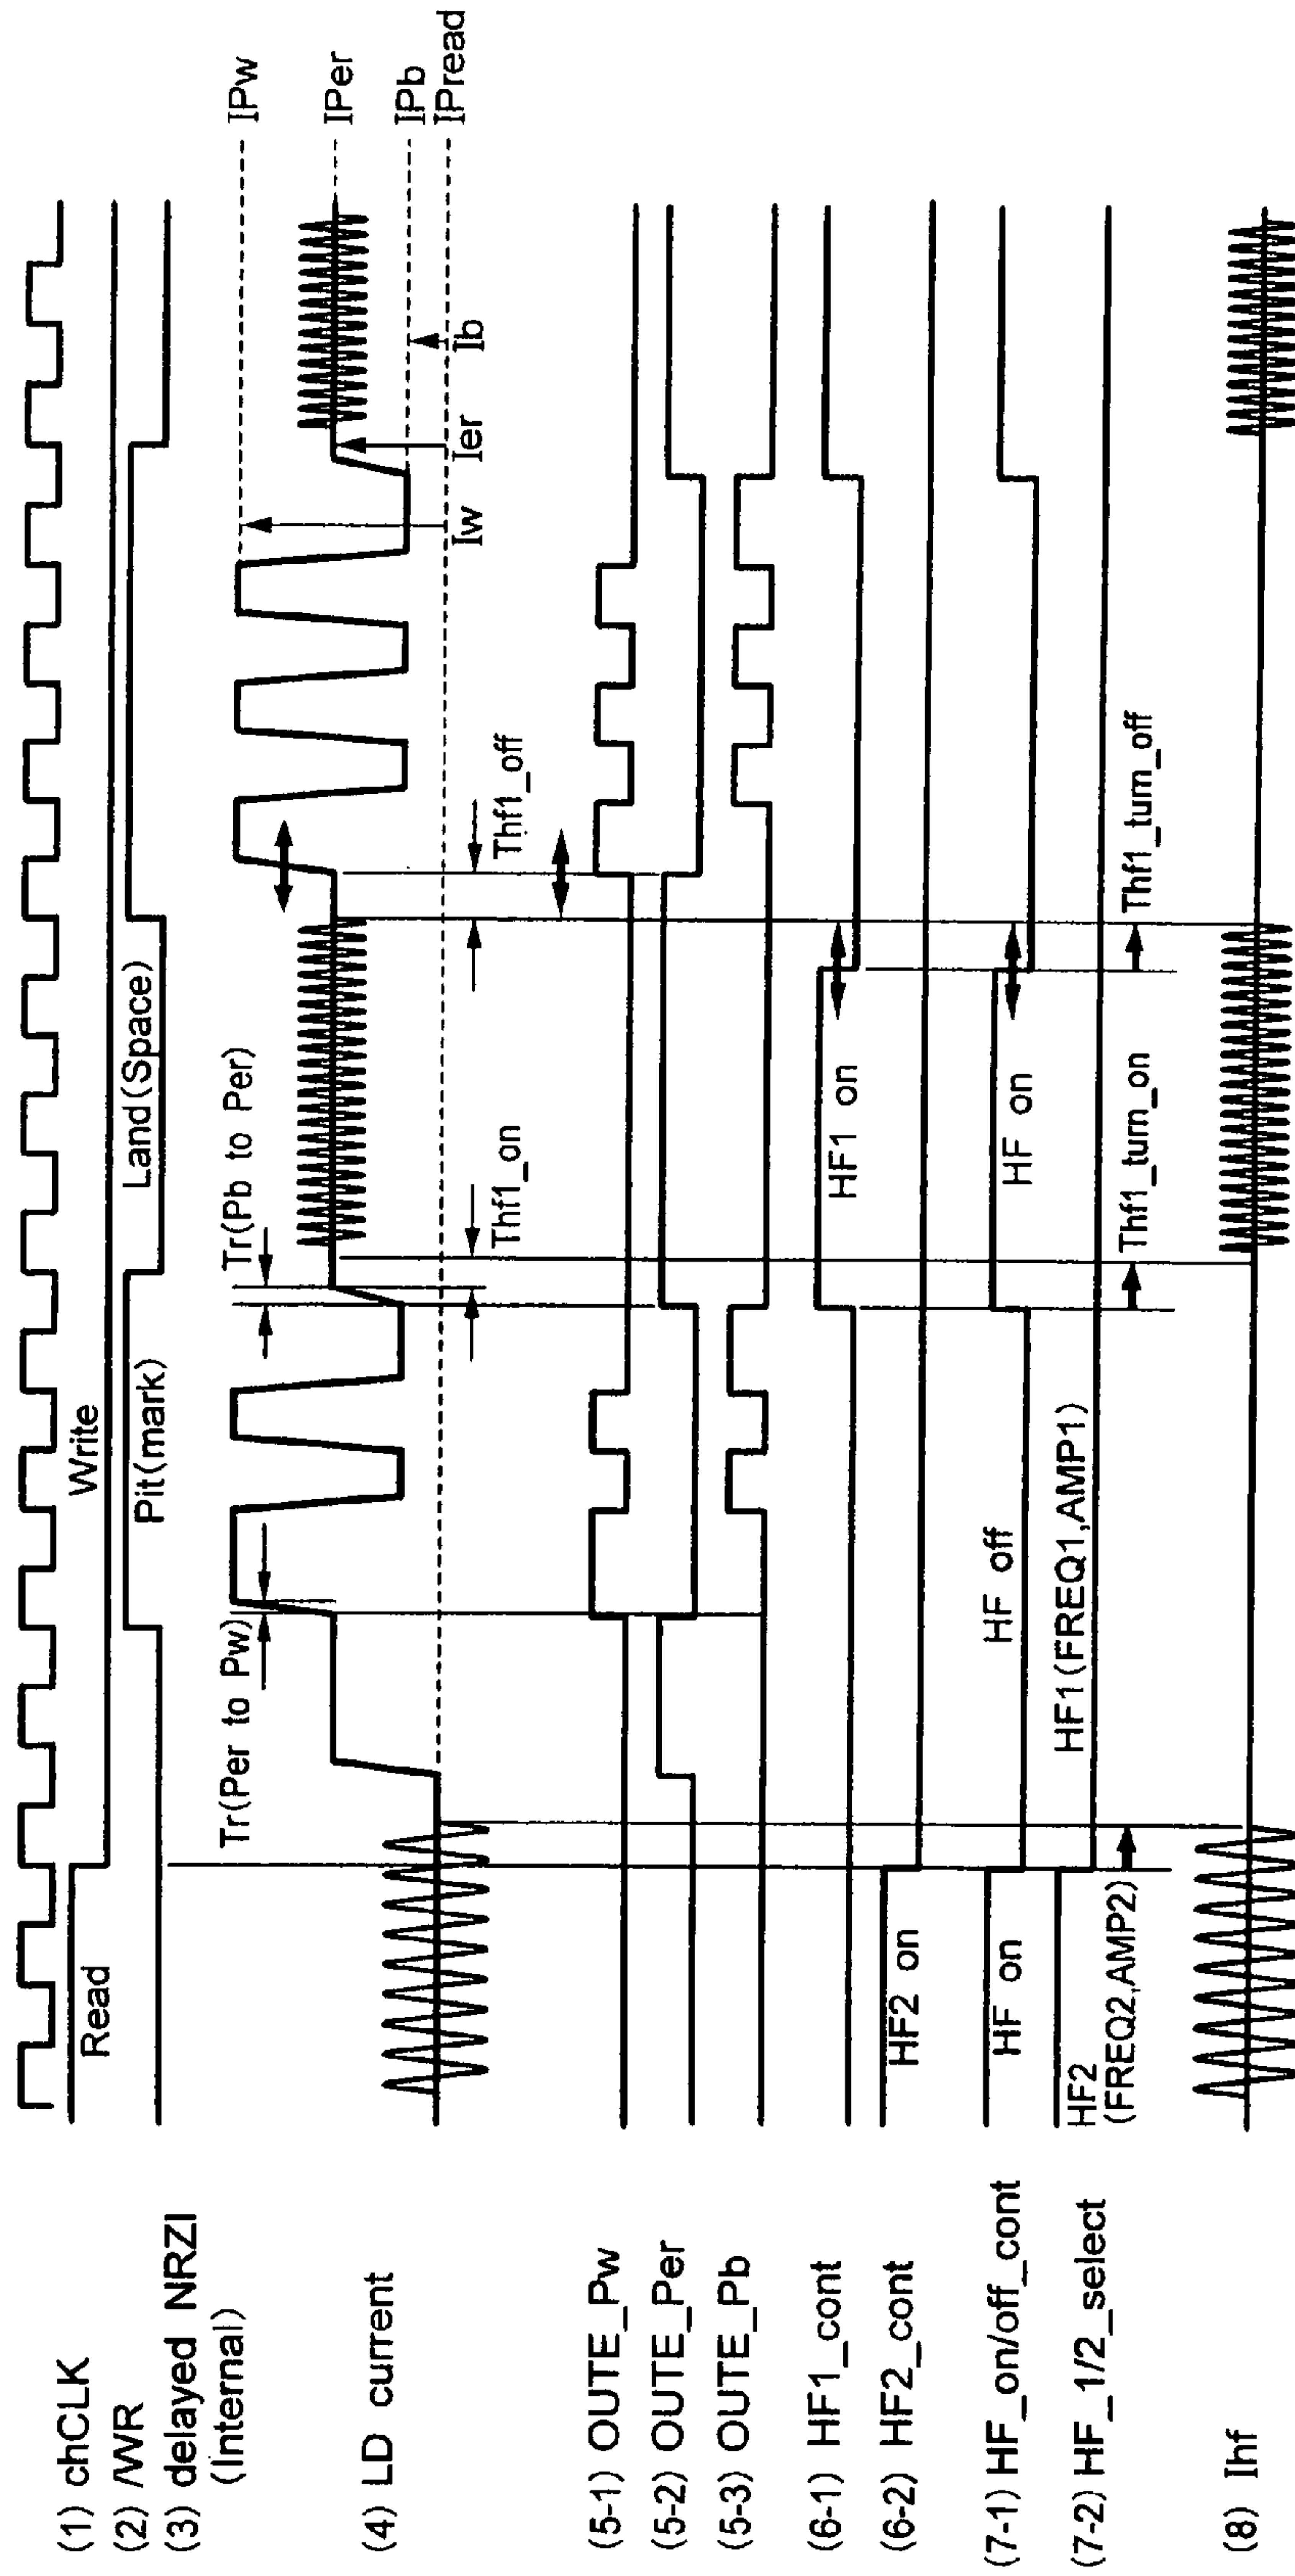 (1) chCLK
(2) /WR
(3) delayed NRZI
(Internal)
(4) LD current
(5-1) OUTE_Pw
(5-2) OUTE_Per
(5-3) OUTE_Pb
(6-1) HF1_cont
(6-2) HF2_cont
(7-1) HF_on/off_cont
(7-2) HF_1/2_select
(8) Ihf
Read
Write
Pit(mark)
Land(Space)
Tr(Per to Pw)
Tr(Pb to Per)
IPw
IPer
IPb
IPread
Iw
Ier
Ib
Thf1_on
Thf1_off
HF2 on
HF1 on
HF on
HF off
HF on
HF2
(FREQ2,AMP2)
HF1(FREQ1,AMP1)
Thf1_turn_on
Thf1_turn_off